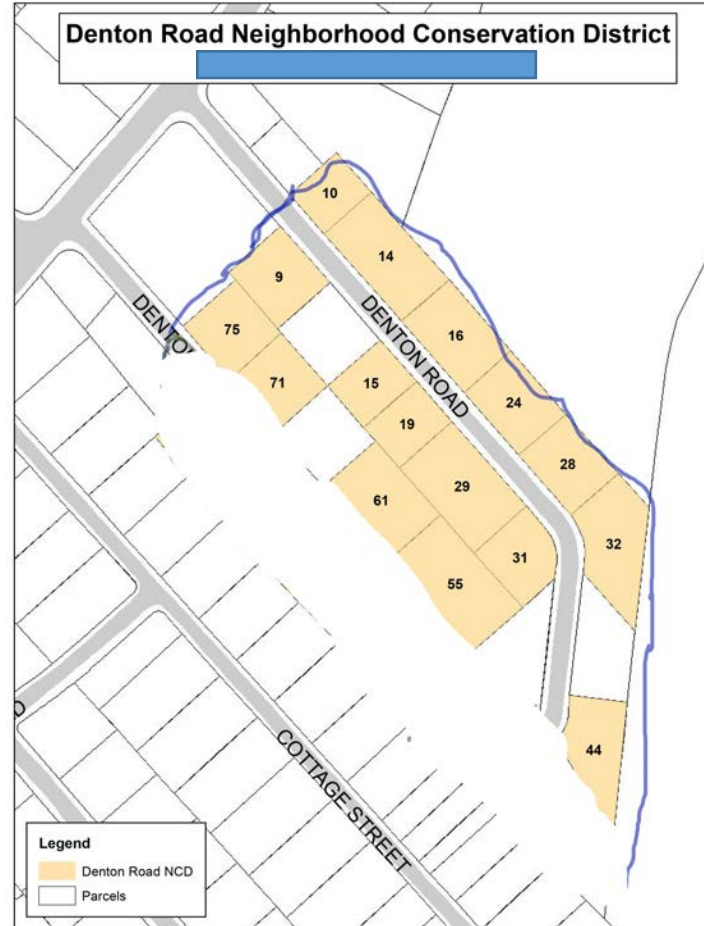 Denton Road Neighborhood Conservation District
10
14
9
DENTON ROAD
75
16
71
15
24
19
28
29
61
32
31
55
44
COTTAGE STREET
Legend
Denton Road NCD
Parcels